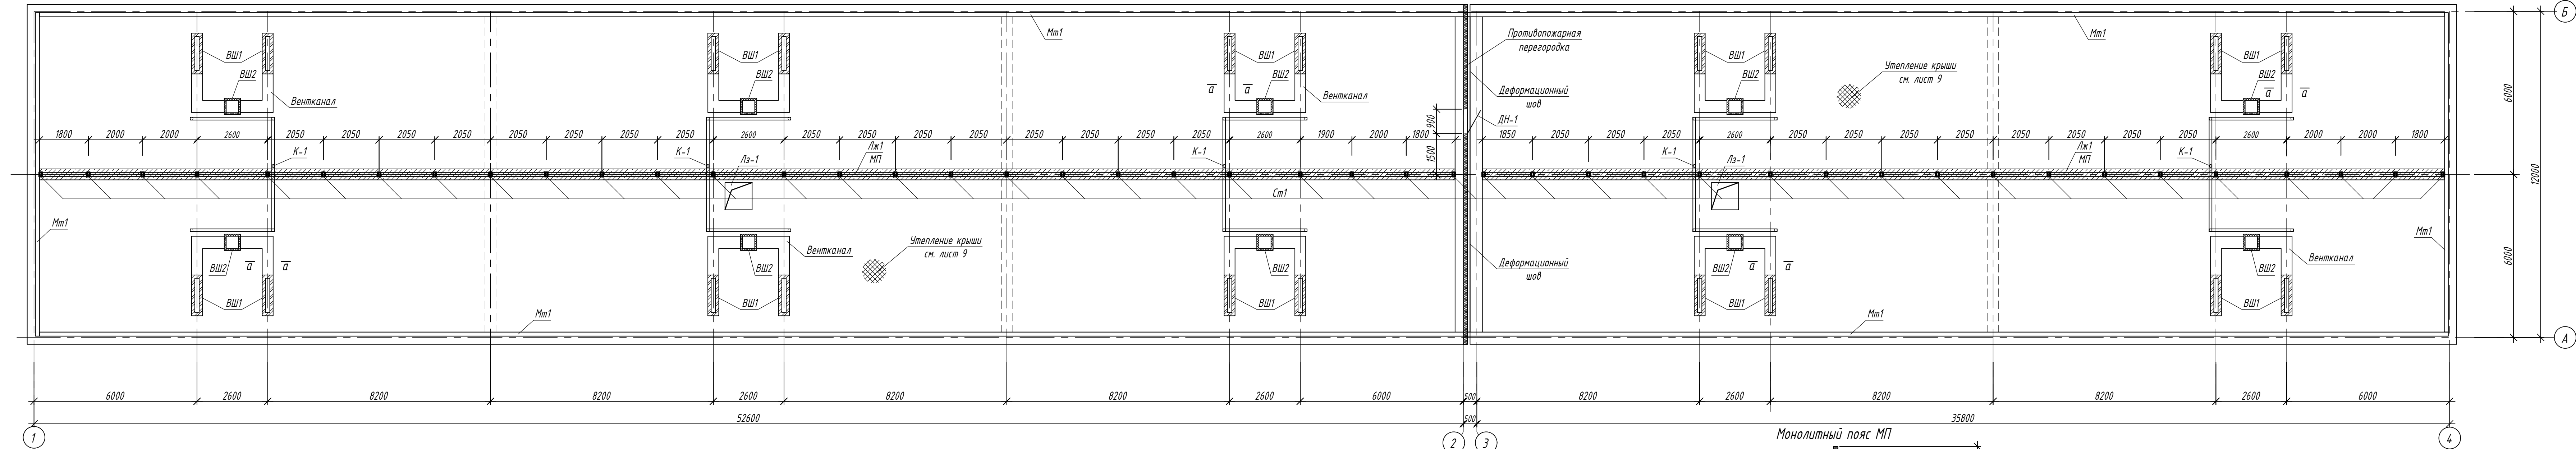 Б
Мт1
Противопожарная
перегородка
Мт1
ВШ1
ВШ1
ВШ1
ВШ1
ВШ1
ВШ2
ВШ2
ВШ2
ВШ2
ВШ2
Утепление крыши
см. лист 9
а
а
а
а
Вентканал
Вентканал
Деформационный
шов
900
ДН-1
6000
1800
2000
2000
2600
2050
2050
2050
2050
2050
2050
2050
2050
2600
2050
2050
2050
2050
2050
2050
2050
2050
2600
1900
2000
1800
1850
2050
2050
2050
2600
2050
2050
2050
2050
2050
2050
2050
2050
2600
2000
2000
1800
1500
К-1
К-1
Лз-1
Лж1
МП
К-1
К-1
Лз-1
Лж1
МП
К-1
12000
Ст1
Мт1
Мт1
Вентканал
Утепление крыши
см. лист 9
Деформационный
шов
Вентканал
6000
ВШ2
а
а
ВШ2
ВШ2
ВШ2
а
а
ВШ2
ВШ1
ВШ1
ВШ1
ВШ1
ВШ1
Мт1
Мт1
А
6000
2600
8200
8200
2600
8200
8200
2600
6000
500
8200
2600
8200
8200
2600
6000
52600
500
35800
1
2
3
4
Монолитный пояс МП